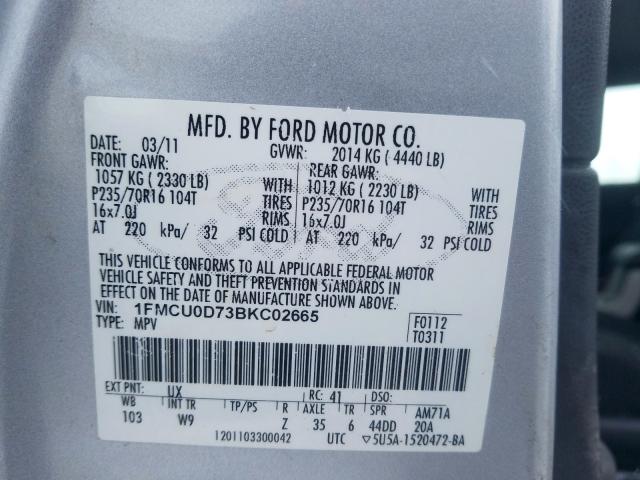 MFD. BY FORD MOTOR CO.
DATE: 03/11 GVWR: 2014 KG ( 4440 LB)
FRONT GAWR: REAR GAWR:
1057 KG ( 2330 LB) WITH 1012 KG ( 2230 LB) WITH
P235/70R16 104T TIRES P235/70R16 104T TIRES
16x7.0J RIMS 16x7.0J RIMS
AT 220 kPa/ 32 PSI COLD AT 220 kPa/ 32 PSI COLD
THIS VEHICLE CONFORMS TO ALL APPLICABLE FEDERAL MOTOR
VEHICLE SAFETY AND THEFT PREVENTION STANDARDS IN
EFFECT ON THE DATE OF MANUFACTURE SHOWN ABOVE.
VIN: 1FMCU0D73BKC02665 F0112
TYPE: MPV T0311
EXT PNT: UX RC: 41 DSO:
WB INT TR TP/PS R AXLE TR SPR AM71A
103 W9 Z 35 6 44DD 20A
1201103300042 UTC ▽5U5A-1520472-BA